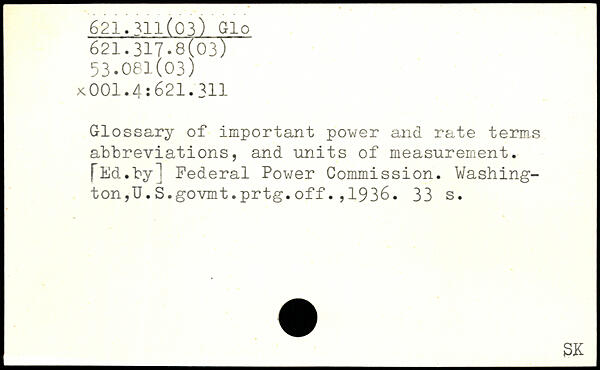 621.311(03) Glo
621.317.8(03)
53.081(03)
x001.4:621.311
Glossary of important power and rate terms
abbreviations, and units of measurement.
[Ed.by] Federal Power Commission. Washing-
ton,U.S.govmt.prtg.off.,1936. 33 s.
SK